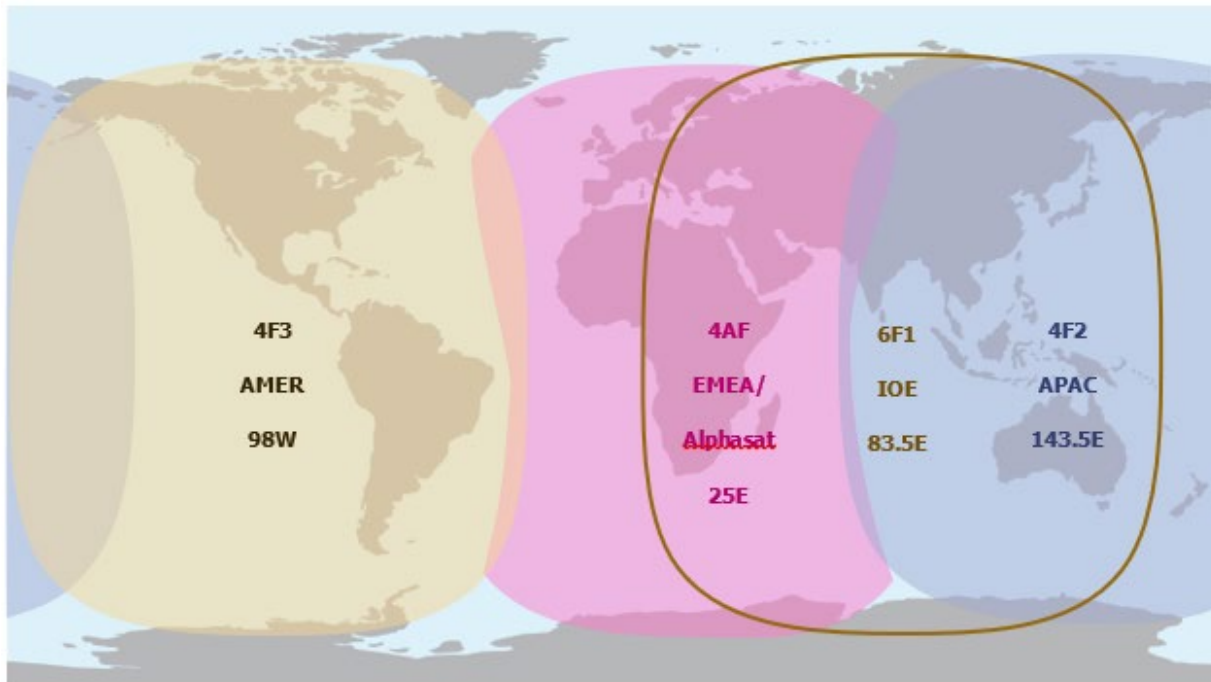 4F3
AMER
98W
4AF
EMEA/
Alphasat
25E
6F1
IOE
83.5E
4F2
APAC
143.5E